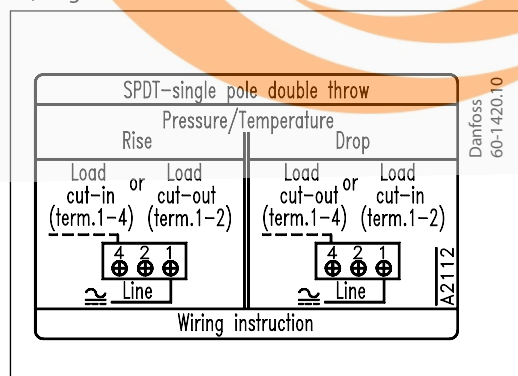 SPDT-single pole double throw
Pressure/Temperature
Rise
Drop
Load cut-in (term.1-4) or Load cut-out (term.1-2)
Load cut-out (term.1-4) or Load cut-in (term.1-2)
4 2 1
Line
4 2 1
Line
A2112
Wiring instruction
Danfoss
60-1420.10